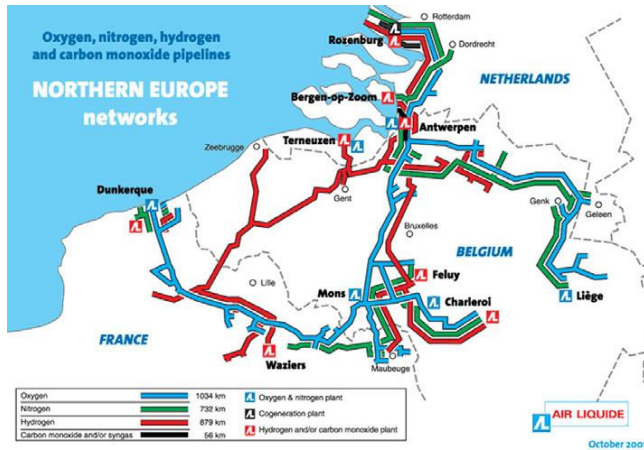 Oxygen, nitrogen, hydrogen
and carbon monoxide pipelines
NORTHERN EUROPE
networks
Rotterdam
Rozenburg
Dordrecht
NETHERLANDS
Bergen-op-Zoom
Antwerpen
Terneuzen
Zeebrugge
Gent
Dunkerque
Genk
Geleen
Bruxelles
BELGIUM
Lille
Mons
Feluy
Charleroi
Liège
FRANCE
Waziers
Maubeuge
Oxygen 1034 km Oxygen & nitrogen plant
Nitrogen 732 km Cogeneration plant
Hydrogen 879 km Hydrogen and/or carbon monoxide plant
Carbon monoxide and/or syngas 56 km
AIR LIQUIDE
October